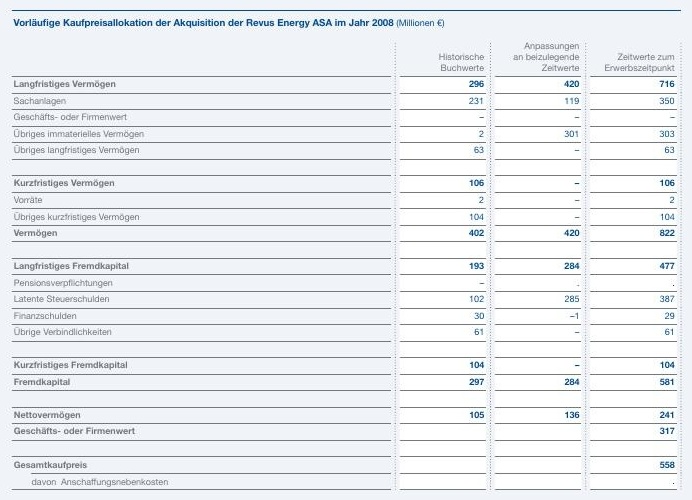 Vorläufige Kaufpreisallokation der Akquisition der Revus Energy ASA im Jahr 2008 (Millionen €)
Historische Buchwerte Anpassungen an beizulegende Zeitwerte Zeitwerte zum Erwerbszeitpunkt
Langfristiges Vermögen 296 420 716
Sachanlagen 231 119 350
Geschäfts- oder Firmenwert – – –
Übriges immaterielles Vermögen 2 301 303
Übriges langfristiges Vermögen 63 – 63
Kurzfristiges Vermögen 106 – 106
Vorräte 2 – 2
Übriges kurzfristiges Vermögen 104 – 104
Vermögen 402 420 822
Langfristiges Fremdkapital 193 284 477
Pensionsverpflichtungen – . .
Latente Steuerschulden 102 285 387
Finanzschulden 30 –1 29
Übrige Verbindlichkeiten 61 – 61
Kurzfristiges Fremdkapital 104 – 104
Fremdkapital 297 284 581
Nettovermögen 105 136 241
Geschäfts- oder Firmenwert 317
Gesamtkaufpreis 558
davon Anschaffungsnebenkosten .